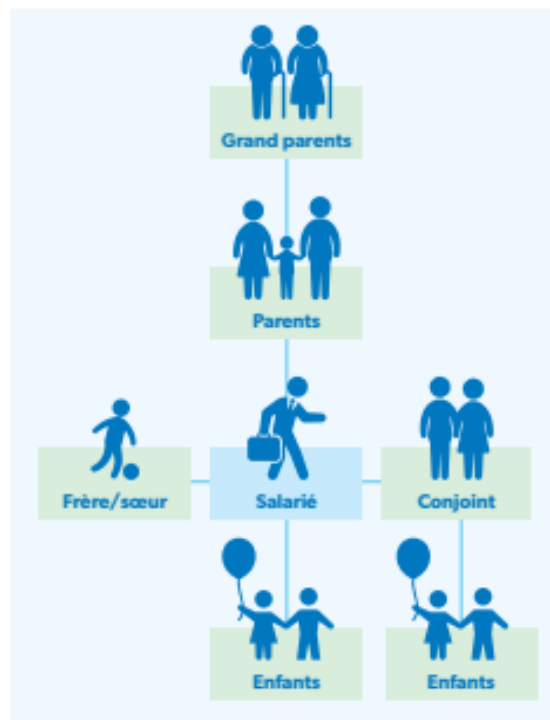 Grand parents
Parents
Frère/sœur
Salarié
Conjoint
Enfants
Enfants